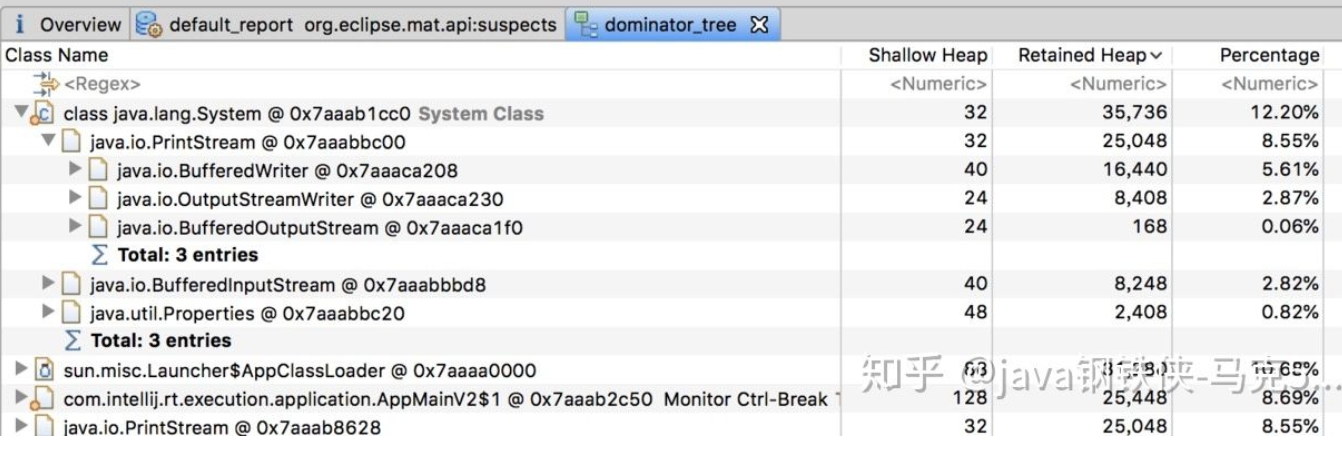 Overview default_report org.eclipse.mat.api:suspects dominator_tree
Class Name Shallow Heap Retained Heap Percentage
<Regex> <Numeric> <Numeric> <Numeric>
class java.lang.System @ 0x7aaab1cc0 System Class 32 35,736 12.20%
java.io.PrintStream @ 0x7aaabbc00 32 25,048 8.55%
java.io.BufferedWriter @ 0x7aaaca208 40 16,440 5.61%
java.io.OutputStreamWriter @ 0x7aaaca230 24 8,408 2.87%
java.io.BufferedOutputStream @ 0x7aaaca1f0 24 168 0.06%
Total: 3 entries
java.io.BufferedInputStream @ 0x7aaabbbd8 40 8,248 2.82%
java.util.Properties @ 0x7aaabbc20 48 2,408 0.82%
Total: 3 entries
sun.misc.Launcher$AppClassLoader @ 0x7aaaa0000
知乎 @java钢铁侠-马克
com.intellij.rt.execution.application.AppMainV2$1 @ 0x7aaab2c50 Monitor Ctrl-Break 128 25,448 8.69%
java.io.PrintStream @ 0x7aaab8628 32 25,048 8.55%